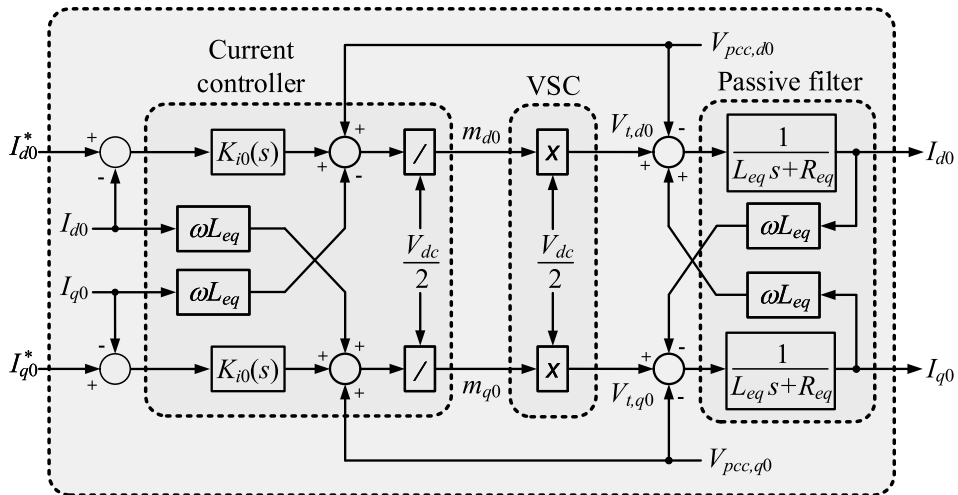 Current
controller
VSC
Passive filter
V_{pcc,d0}
I*_{d0}
+
-
K_{i0}(s)
+
+
-
/
m_{d0}
x
V_{t,d0}
+
-
+
1
L_{eq} s+R_{eq}
I_{d0}
I_{d0}
ωL_{eq}
ωL_{eq}
V_{dc}
2
V_{dc}
2
I_{q0}
ωL_{eq}
ωL_{eq}
I*_{q0}
-
+
K_{i0}(s)
+
+
+
/
m_{q0}
x
V_{t,q0}
+
-
-
1
L_{eq} s+R_{eq}
I_{q0}
V_{pcc,q0}